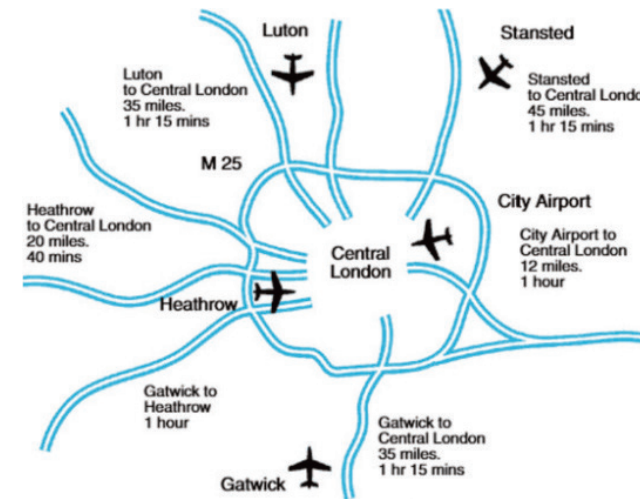 Luton
Stansted
Luton
to Central London
35 miles.
1 hr 15 mins
Stansted
to Central
45 miles.
1 hr 15 mins
M 25
City Airport
Heathrow
to Central London
20 miles.
40 mins
City Airport to
Central London
12 miles.
1 hour
Central
London
Heathrow
Gatwick to
Heathrow
1 hour
Gatwick to
Central London
35 miles.
1 hr 15 mins
Gatwick